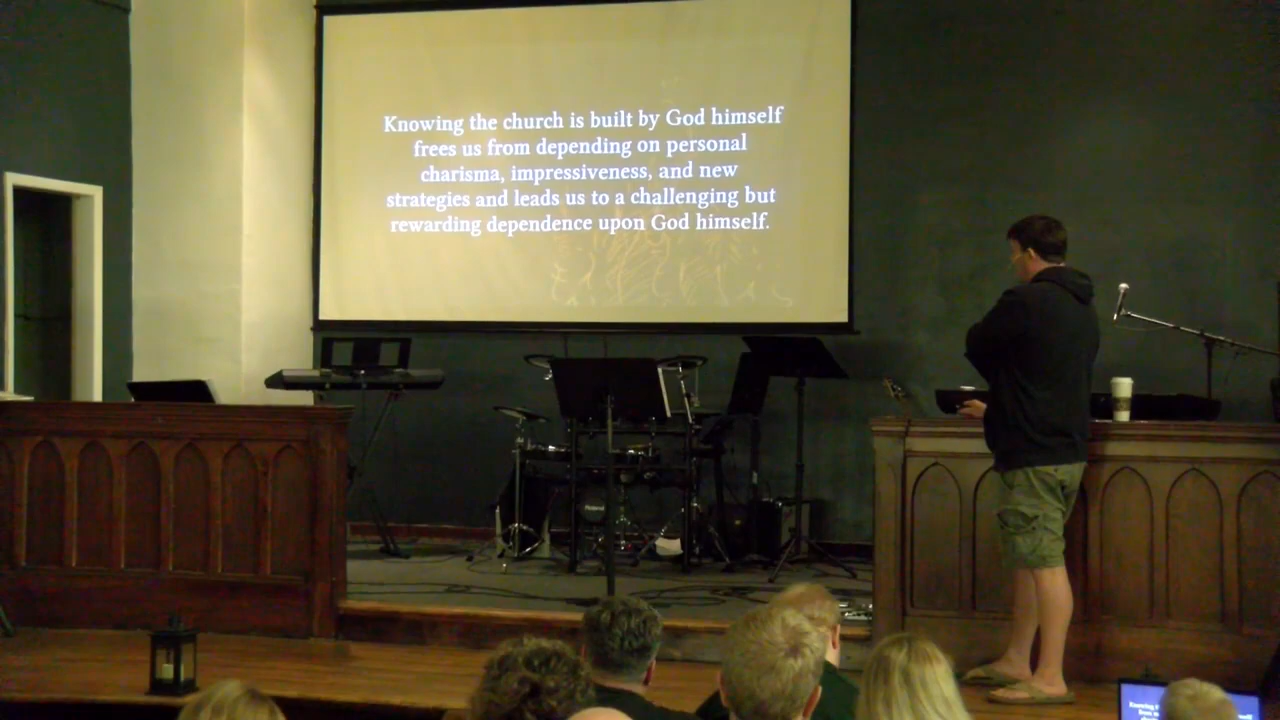 Knowing the church is built by God himself
frees us from depending on personal
charisma, impressiveness, and new
strategies and leads us to a challenging but
rewarding dependence upon God himself.
Roland